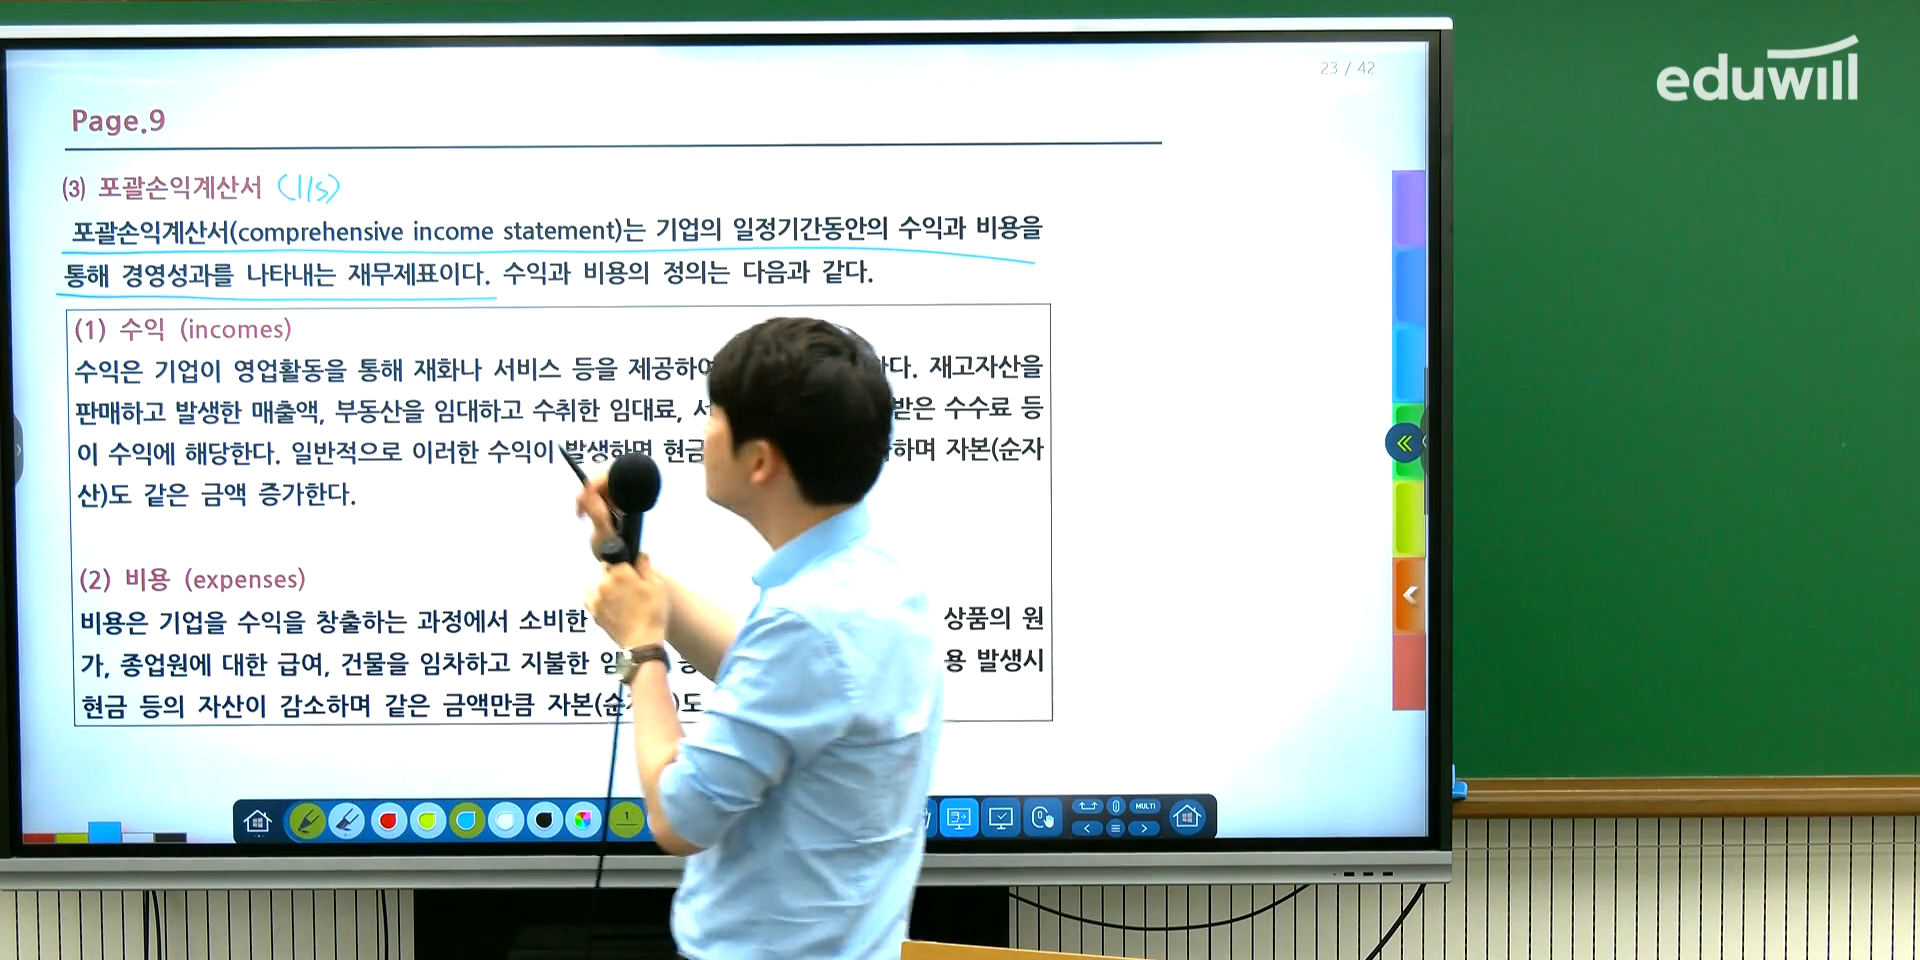 23 / 42
eduwill
Page.9
(3) 포괄손익계산서 (I/S)
포괄손익계산서(comprehensive income statement)는 기업의 일정기간동안의 수익과 비용을
통해 경영성과를 나타내는 재무제표이다. 수익과 비용의 정의는 다음과 같다.
(1) 수익 (incomes)
수익은 기업이 영업활동을 통해 재화나 서비스 등을 제공하여 재고자산을
판매하고 발생한 매출액, 부동산을 임대하고 수취한 임대료, 받은 수수료 등
이 수익에 해당한다. 일반적으로 이러한 수익이 발생하면 현금 자본(순자
산)도 같은 금액 증가한다.
(2) 비용 (expenses)
비용은 기업을 수익을 창출하는 과정에서 소비한 상품의 원
가, 종업원에 대한 급여, 건물을 임차하고 지불한 발생시
현금 등의 자산이 감소하며 같은 금액만큼
1
MULTI